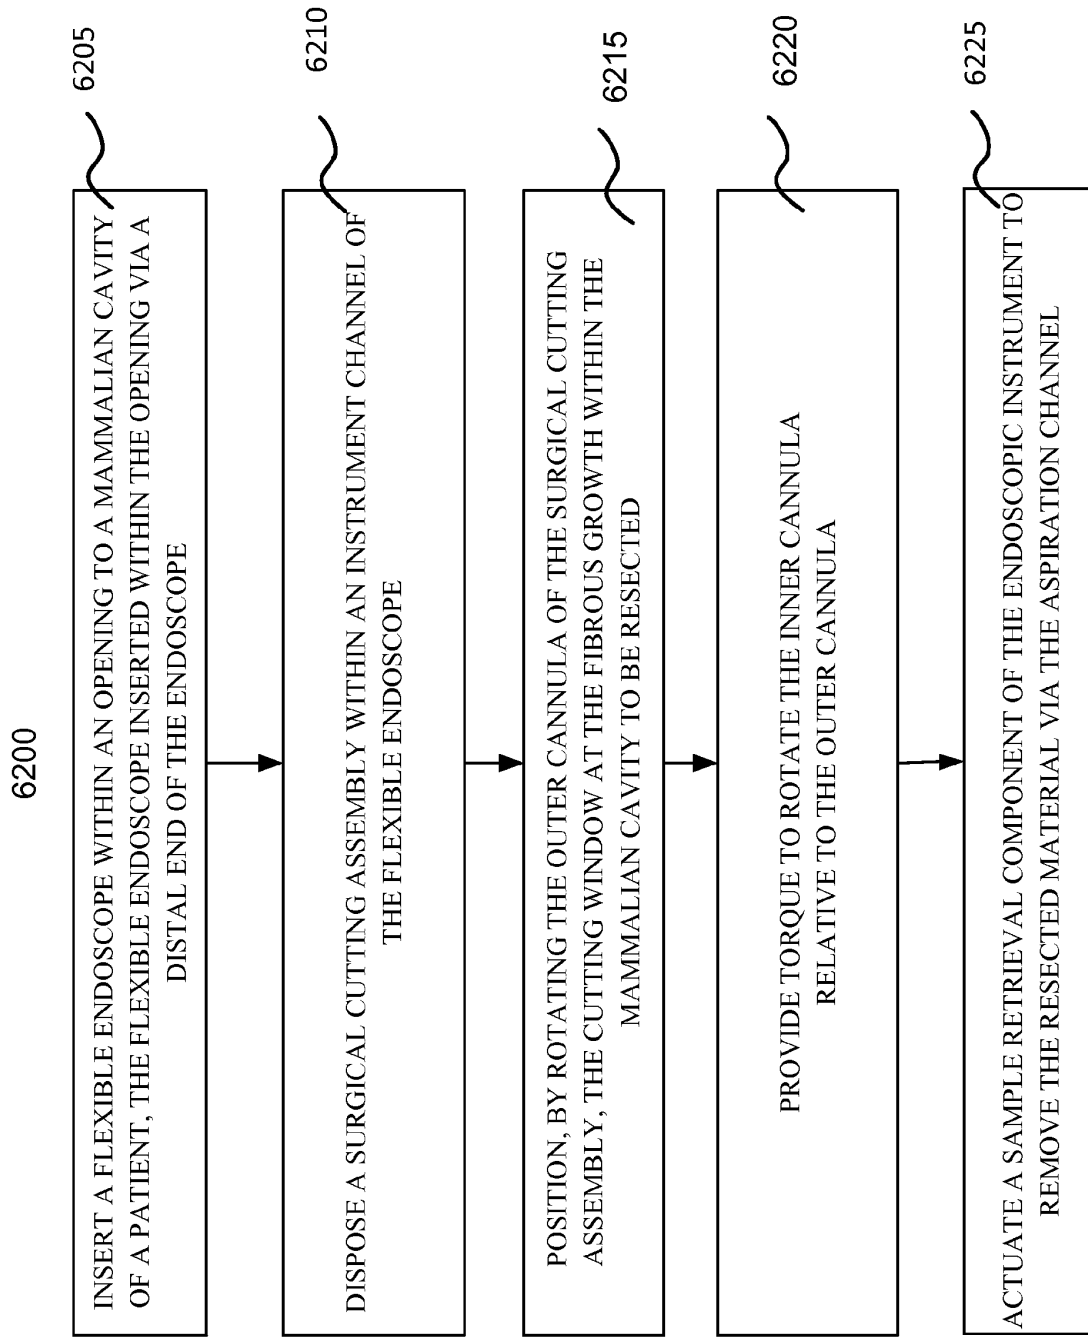 6200
6205
INSERT A FLEXIBLE ENDOSCOPE WITHIN AN OPENING TO A MAMMALIAN CAVITY
OF A PATIENT, THE FLEXIBLE ENDOSCOPE INSERTED WITHIN THE OPENING VIA A
DISTAL END OF THE ENDOSCOPE
6210
DISPOSE A SURGICAL CUTTING ASSEMBLY WITHIN AN INSTRUMENT CHANNEL OF
THE FLEXIBLE ENDOSCOPE
6215
POSITION, BY ROTATING THE OUTER CANNULA OF THE SURGICAL CUTTING
ASSEMBLY, THE CUTTING WINDOW AT THE FIBROUS GROWTH WITHIN THE
MAMMALIAN CAVITY TO BE RESECTED
6220
PROVIDE TORQUE TO ROTATE THE INNER CANNULA
RELATIVE TO THE OUTER CANNULA
6225
ACTUATE A SAMPLE RETRIEVAL COMPONENT OF THE ENDOSCOPIC INSTRUMENT TO
REMOVE THE RESECTED MATERIAL VIA THE ASPIRATION CHANNEL